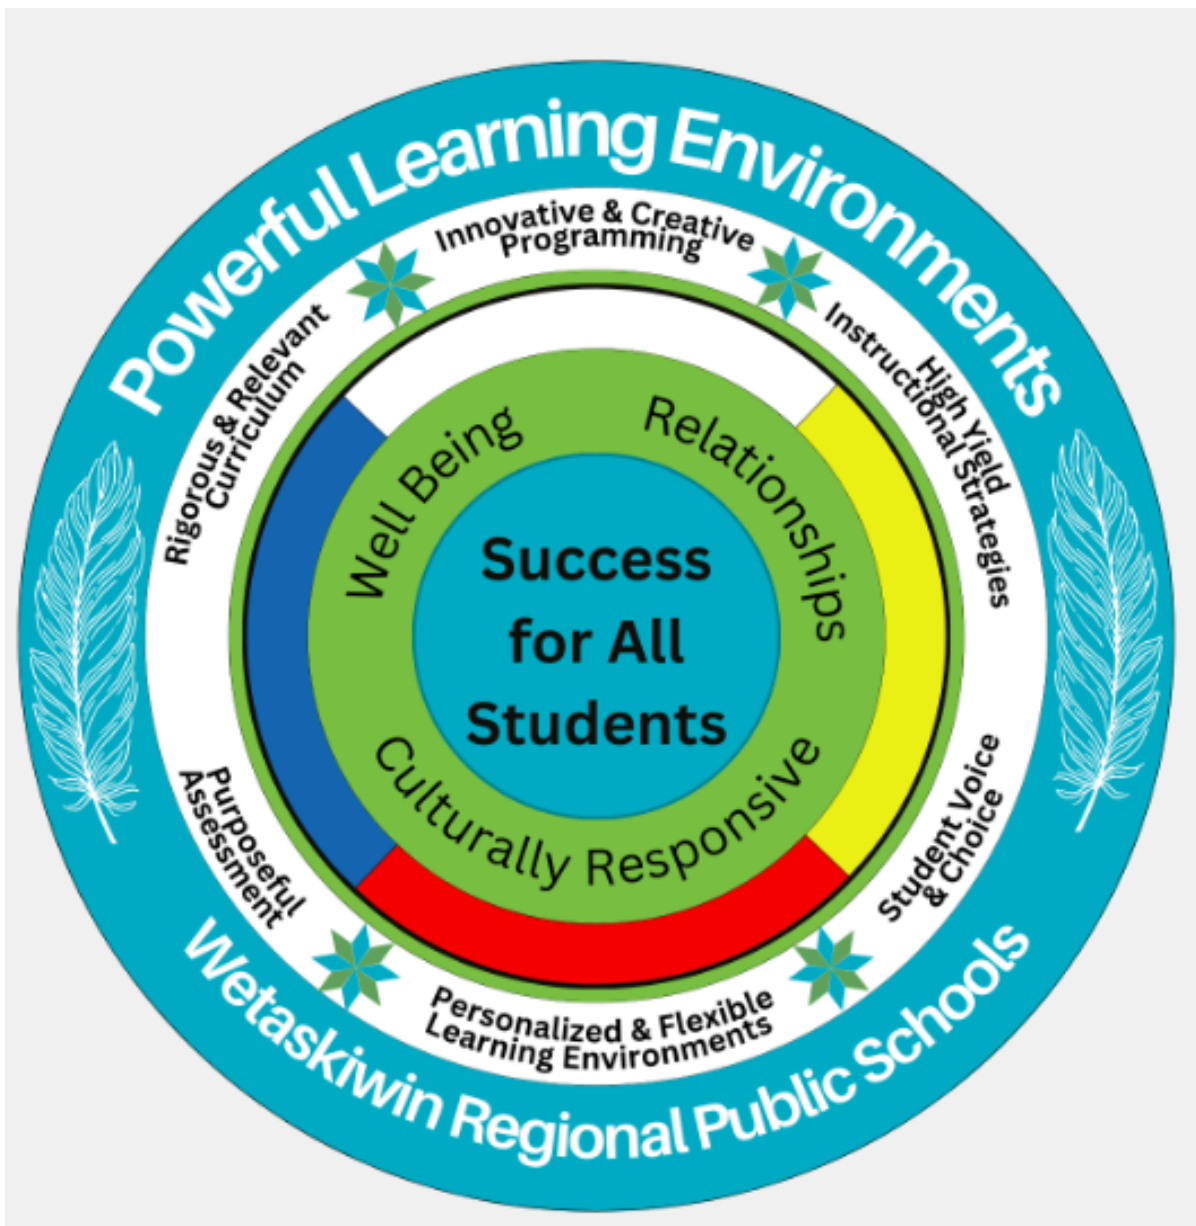 Powerful Learning Environments
Innovative & Creative
Programming
High Yield
Instructional Strategies
Student Voice
& Choice
Personalized & Flexible
Learning Environments
Purposeful
Assessment
Rigorous & Relevant
Curriculum
Well Being
Relationships
Culturally Responsive
Success
for All
Students
Wetaskiwin Regional Public Schools